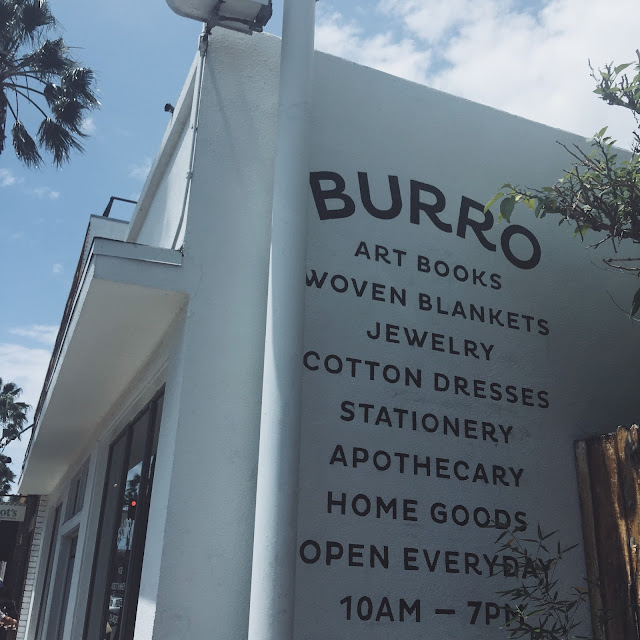 BURRO
ART BOOKS
WOVEN BLANKETS
JEWELRY
COTTON DRESSES
STATIONERY
APOTHECARY
HOME GOODS
OPEN EVERYDAY
10AM — 7PM